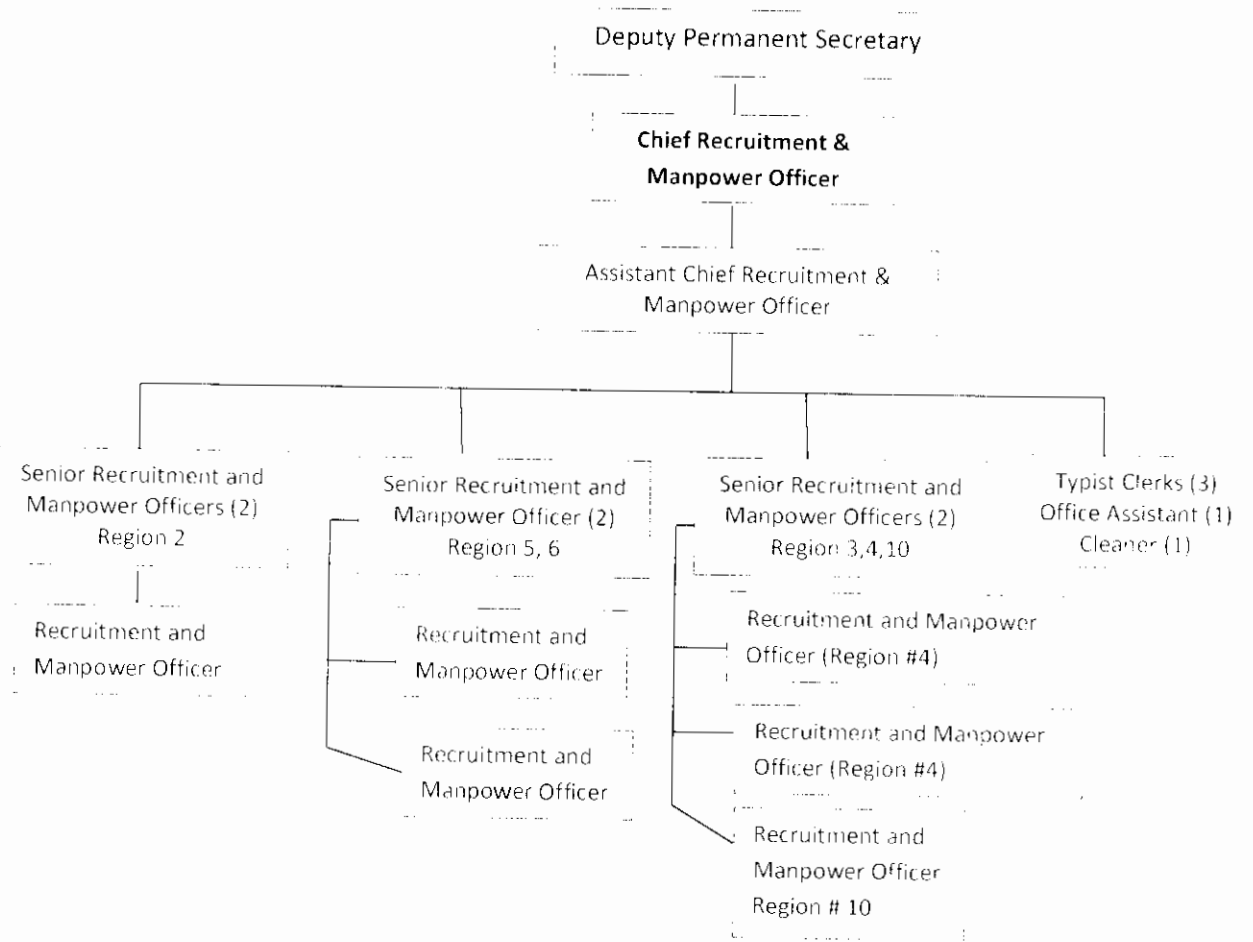 Deputy Permanent Secretary
Chief Recruitment &
Manpower Officer
Assistant Chief Recruitment &
Manpower Officer
Senior Recruitment and
Manpower Officers (2)
Region 2
Senior Recruitment and
Manpower Officer (2)
Region 5, 6
Senior Recruitment and
Manpower Officers (2)
Region 3,4,10
Typist Clerks (3)
Office Assistant (1)
Cleaner (1)
Recruitment and
Manpower Officer
Recruitment and
Manpower Officer
Recruitment and
Manpower Officer
Recruitment and Manpower
Officer (Region #4)
Recruitment and Manpower
Officer (Region #4)
Recruitment and
Manpower Officer
Region # 10